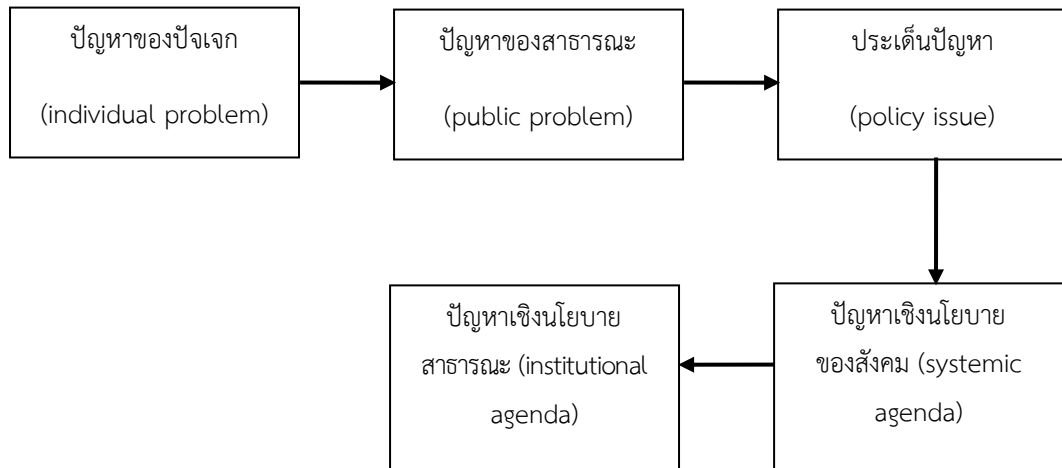 ปัญหาของปัจเจก
(individual problem)
ปัญหาของสาธารณะ
(public problem)
ประเด็นปัญหา
(policy issue)
ปัญหาเชิงนโยบาย
ของสังคม (systemic
agenda)
ปัญหาเชิงนโยบาย
สาธารณะ (institutional
agenda)